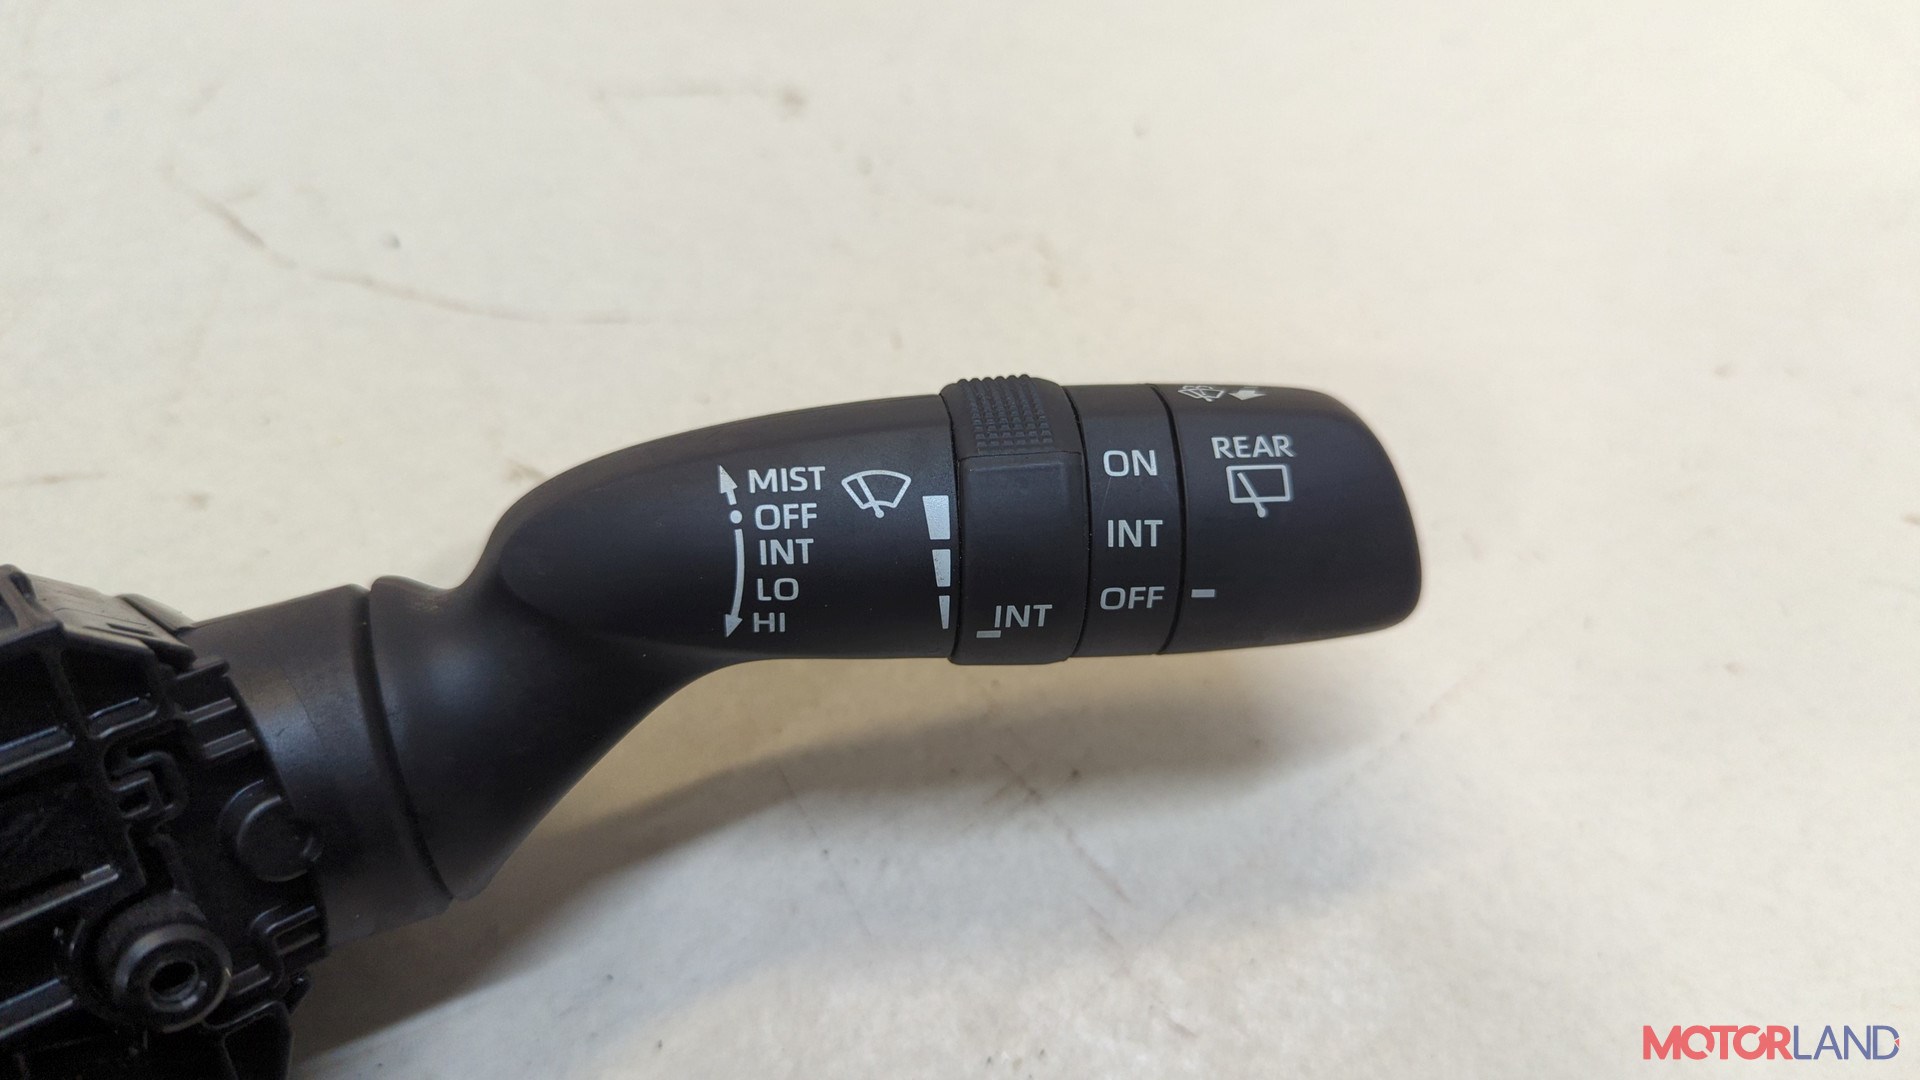 MIST
OFF
INT
LO
HI
INT
ON
INT
OFF
REAR
MOTORLAND